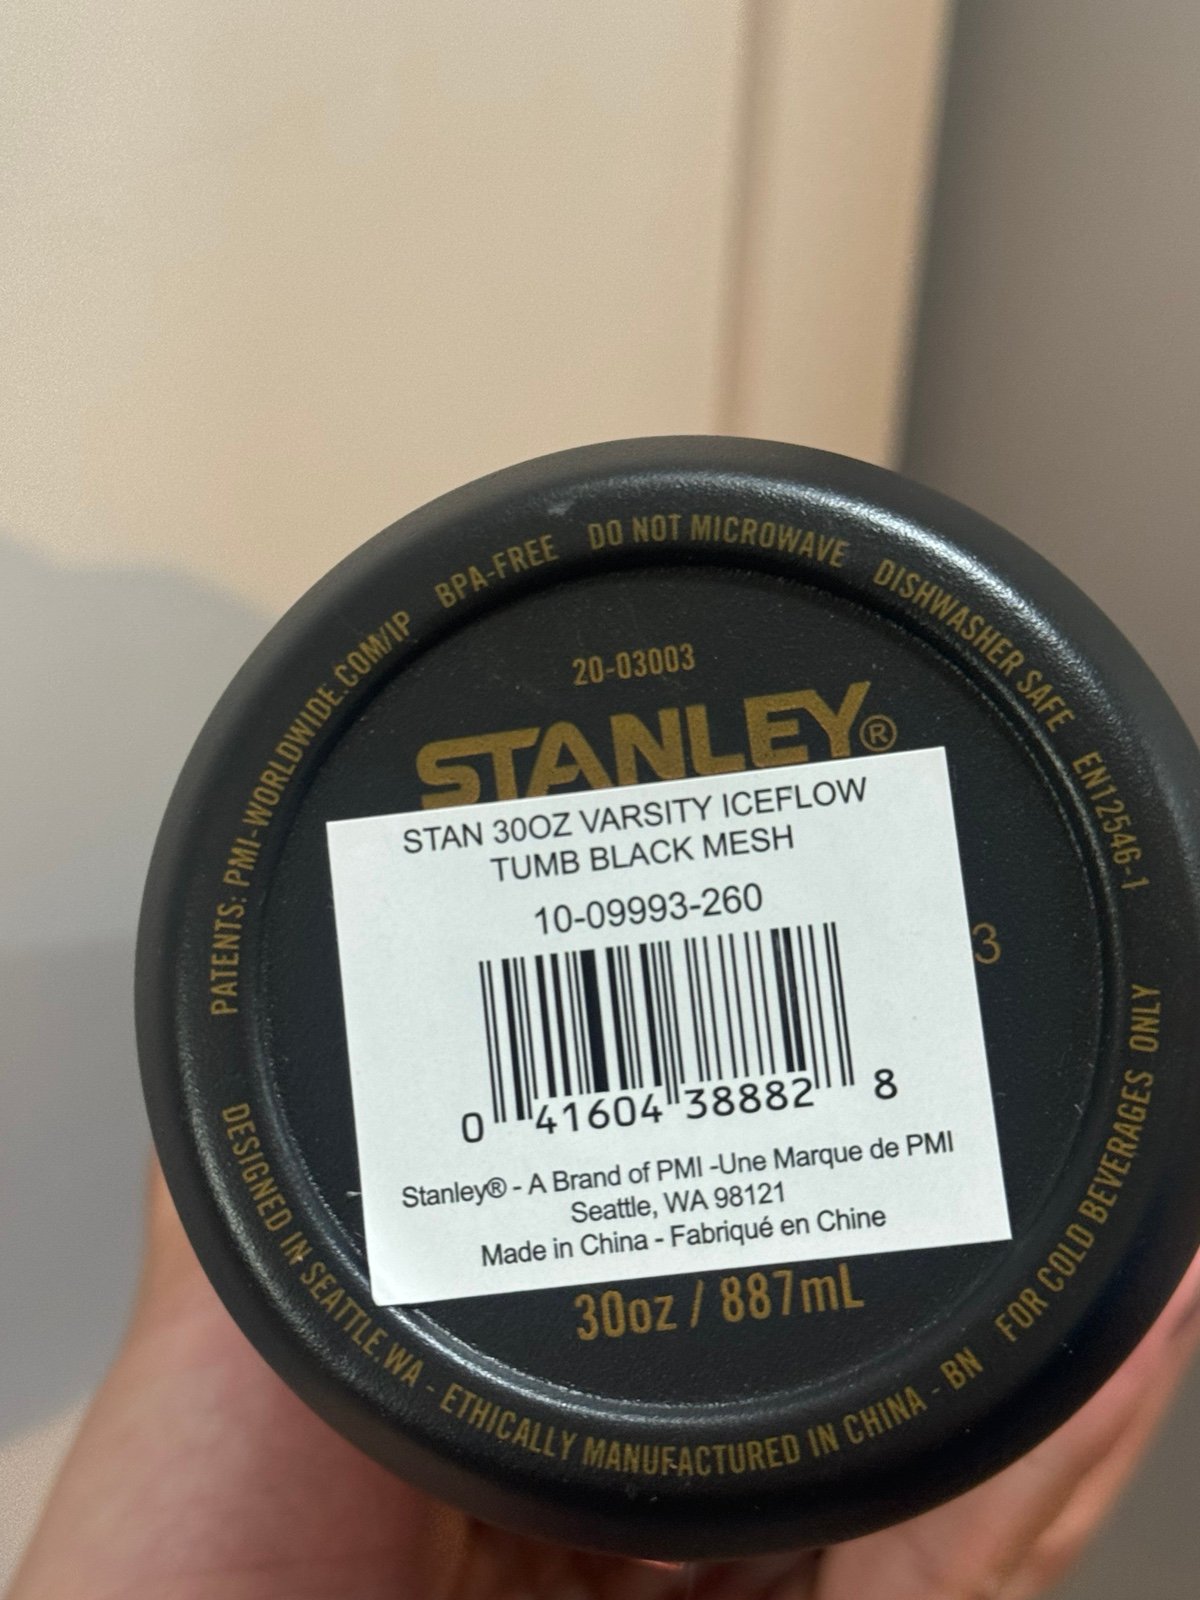 PATENTS: PMI-WORLDWIDE.COM/IP BPA-FREE DO NOT MICROWAVE DISHWASHER SAFE EN12546-1
20-03003
STANLEY®
STAN 30OZ VARSITY ICEFLOW
TUMB BLACK MESH
10-09993-260
3
0 41604 38882 8
Stanley® - A Brand of PMI -Une Marque de PMI
Seattle, WA 98121
Made in China - Fabriqué en Chine
30oz / 887mL
DESIGNED IN SEATTLE.WA - ETHICALLY MANUFACTURED IN CHINA - BN FOR COLD BEVERAGES ONLY